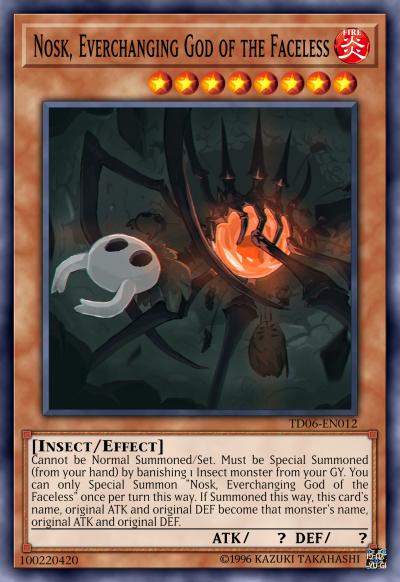 Nosk, Everchanging God of the Faceless
FIRE
炎
TD06-EN012
[Insect/Effect]
Cannot be Normal Summoned/Set. Must be Special Summoned
(from your hand) by banishing 1 Insect monster from your GY. You
can only Special Summon "Nosk, Everchanging God of the
Faceless" once per turn this way. If Summoned this way, this card's
name, original ATK and original DEF become that monster's name,
original ATK and original DEF.
ATK/ ? DEF/ ?
100220420
©1996 KAZUKI TAKAHASHI